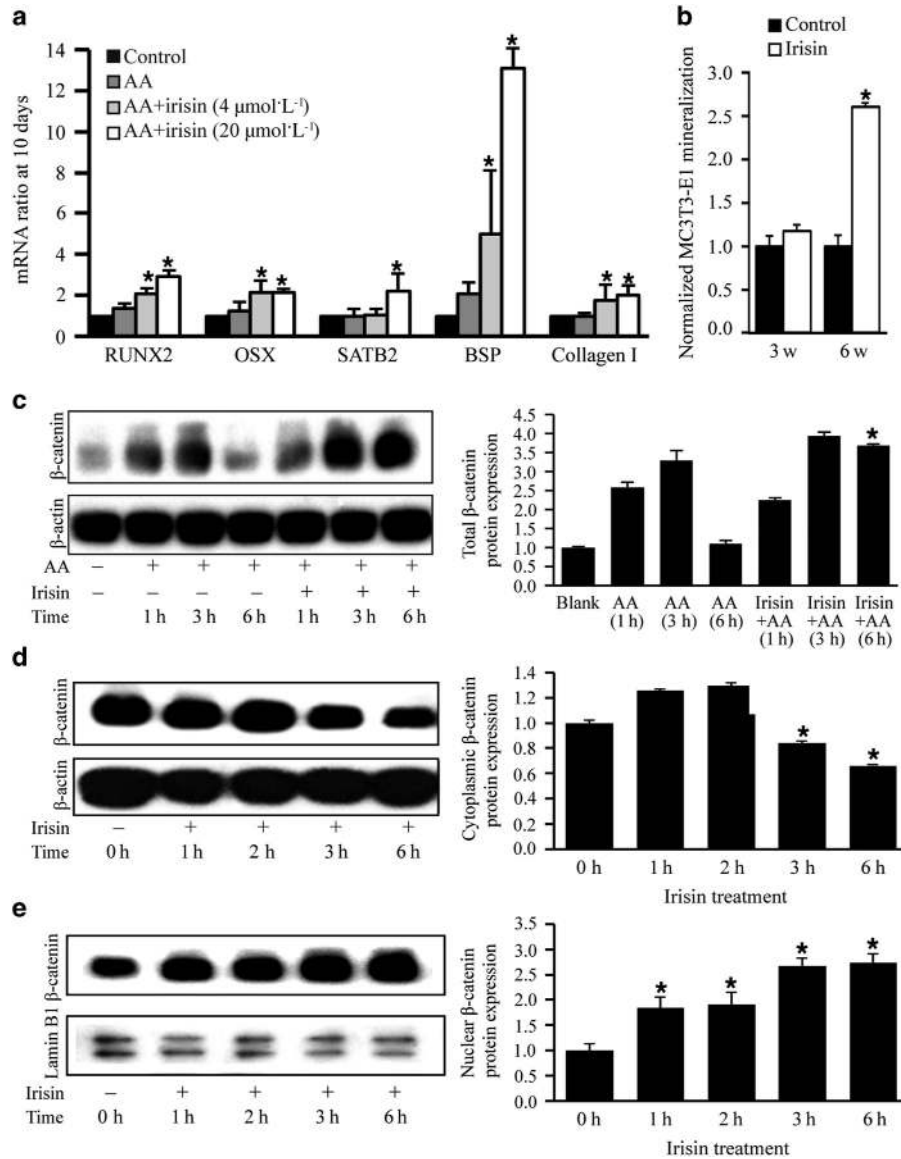 a
mRNA ratio at 10 days
14
12
10
8
6
4
2
0
Control
AA
AA+irisin (4 μmol·L⁻¹)
AA+irisin (20 μmol·L⁻¹)
* * * * * * * * *
RUNX2 OSX SATB2 BSP Collagen I
b
Control
Irisin
Normalized MC3T3-E1 mineralization
3.0
2.5
2.0
1.5
1.0
0.5
0.0
*
3 w 6 w
c
β-catenin
β-actin
AA – + + + + + +
Irisin – – – – + + +
Time – 1 h 3 h 6 h 1 h 3 h 6 h
Total β-catenin
protein expression
4.5
4.0
3.5
3.0
2.5
2.0
1.5
1.0
0.5
0.0
*
Blank AA (1 h) AA (3 h) AA (6 h) Irisin +AA (1 h) Irisin +AA (3 h) Irisin +AA (6 h)
d
β-catenin
β-actin
Irisin – + + + +
Time 0 h 1 h 2 h 3 h 6 h
Cytoplasmic β-catenin
protein expression
1.4
1.2
1.0
0.8
0.6
0.4
0.2
0.0
* *
0 h 1 h 2 h 3 h 6 h
Irisin treatment
e
β-catenin
Lamin B1
Irisin – + + + +
Time 0 h 1 h 2 h 3 h 6 h
Nuclear β-catenin
protein expression
3.5
3.0
2.5
2.0
1.5
1.0
0.5
0.0
* * * *
0 h 1 h 2 h 3 h 6 h
Irisin treatment